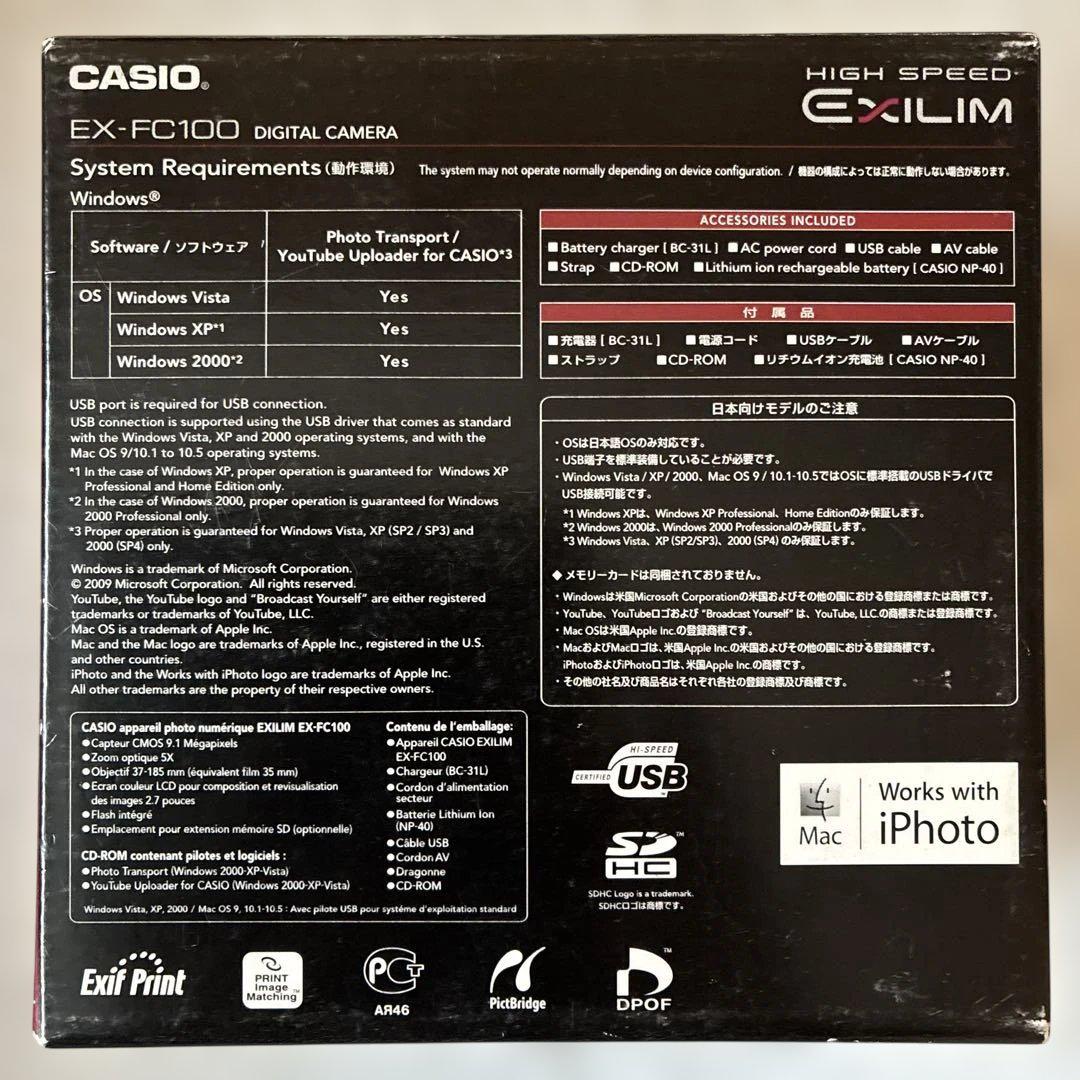 CASIO®
HIGH SPEED
EXILIM
EX-FC100 DIGITAL CAMERA
System Requirements (動作環境) The system may not operate normally depending on device configuration. / 機器の構成によっては正常に動作しない場合があります。
Windows®
Software / ソフトウェア
Photo Transport /
YouTube Uploader for CASIO*3
OS Windows Vista Yes
Windows XP*1 Yes
Windows 2000*2 Yes
ACCESSORIES INCLUDED
■Battery charger [ BC-31L ] ■AC power cord ■USB cable ■AV cable
■Strap ■CD-ROM ■Lithium ion rechargeable battery [ CASIO NP-40 ]
付属品
■充電器 [ BC-31L ] ■電源コード ■USBケーブル ■AVケーブル
■ストラップ ■CD-ROM ■リチウムイオン充電池 [ CASIO NP-40 ]
USB port is required for USB connection.
USB connection is supported using the USB driver that comes as standard
with the Windows Vista, XP and 2000 operating systems, and with the
Mac OS 9/10.1 to 10.5 operating systems.
*1 In the case of Windows XP, proper operation is guaranteed for Windows XP
Professional and Home Edition only.
*2 In the case of Windows 2000, proper operation is guaranteed for Windows
2000 Professional only.
*3 Proper operation is guaranteed for Windows Vista, XP (SP2 / SP3) and
2000 (SP4) only.
Windows is a trademark of Microsoft Corporation.
© 2009 Microsoft Corporation. All rights reserved.
YouTube, the YouTube logo and "Broadcast Yourself" are either registered
trademarks or trademarks of YouTube, LLC.
Mac OS is a trademark of Apple Inc.
Mac and the Mac logo are trademarks of Apple Inc., registered in the U.S.
and other countries.
iPhoto and the Works with iPhoto logo are trademarks of Apple Inc.
All other trademarks are the property of their respective owners.
日本向けモデルのご注意
・OSは日本語OSのみ対応です。
・USB端子を標準装備していることが必要です。
・Windows Vista / XP / 2000、Mac OS 9 / 10.1-10.5ではOSに標準搭載のUSBドライバで
USB接続可能です。
*1 Windows XPは、Windows XP Professional、Home Editionのみ保証します。
*2 Windows 2000は、Windows 2000 Professionalのみ保証します。
*3 Windows Vista、XP (SP2/SP3)、2000 (SP4) のみ保証します。
◆ メモリーカードは同梱されておりません。
・Windowsは米国Microsoft Corporationの米国およびその他の国における登録商標または商標です。
・YouTube、YouTubeロゴおよび "Broadcast Yourself" は、YouTube, LLC.の商標または登録商標です。
・Mac OSは米国Apple Inc.の登録商標です。
・MacおよびMacロゴは、米国Apple Inc.の米国およびその他の国における登録商標です。
iPhotoおよびiPhotoロゴは、米国Apple Inc.の商標です。
・その他の社名及び商品名はそれぞれ各社の登録商標及び商標です。
CASIO appareil photo numérique EXILIM EX-FC100
●Capteur CMOS 9.1 Mégapixels
●Zoom optique 5X
●Objectif 37-185 mm (équivalent film 35 mm)
●Ecran couleur LCD pour composition et revisualisation
des images 2.7 pouces
●Flash intégré
●Emplacement pour extension mémoire SD (optionnelle)
CD-ROM contenant pilotes et logiciels :
●Photo Transport (Windows 2000-XP-Vista)
●YouTube Uploader for CASIO (Windows 2000-XP-Vista)
Contenu de l'emballage:
●Appareil CASIO EXILIM
EX-FC100
●Chargeur (BC-31L)
●Cordon d'alimentation
secteur
●Batterie Lithium Ion
(NP-40)
●Câble USB
●Cordon AV
●Dragonne
●CD-ROM
Windows Vista, XP, 2000 / Mac OS 9, 10.1-10.5 : Avec pilote USB pour systéme d'exploitation standard
HI-SPEED
CERTIFIED USB™
SD™
HC
SDHC Logo is a trademark.
SDHCロゴは商標です。
Mac
Works with
iPhoto
Exif Print
PRINT
Image
Matching™
РСТ
АЯ46
PictBridge
D™
DPOF